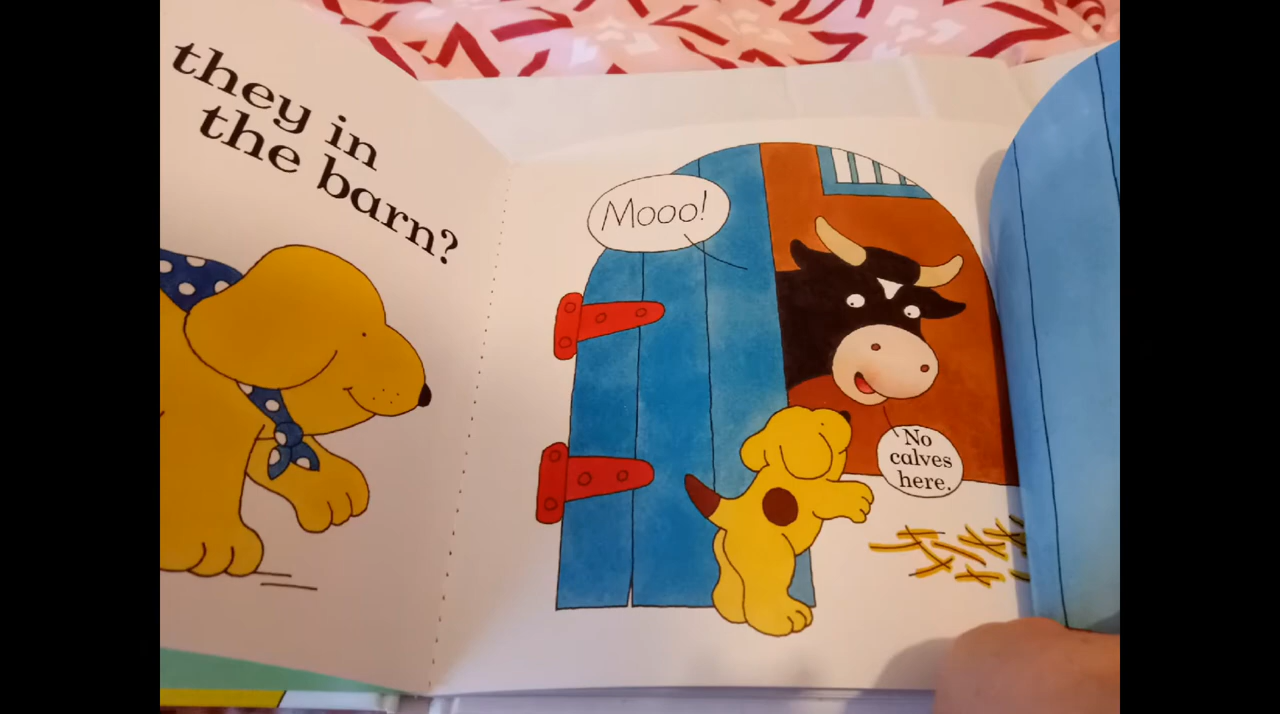 they in
the barn?
Mooo!
No
calves
here.